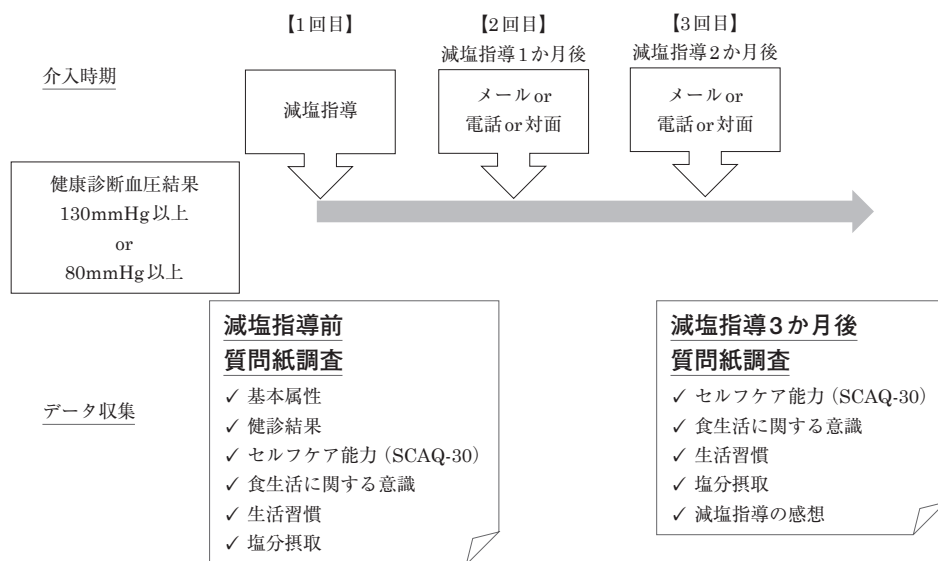 【1回目】
【2回目】
減塩指導1か月後
【3回目】
減塩指導2か月後
介入時期
減塩指導
メールor
電話or対面
メールor
電話or対面
健康診断血圧結果
130mmHg以上
or
80mmHg以上
減塩指導前
質問紙調査
✓ 基本属性
✓ 健診結果
✓ セルフケア能力（SCAQ-30）
✓ 食生活に関する意識
✓ 生活習慣
✓ 塩分摂取
データ収集
減塩指導3か月後
質問紙調査
✓ セルフケア能力（SCAQ-30）
✓ 食生活に関する意識
✓ 生活習慣
✓ 塩分摂取
✓ 減塩指導の感想